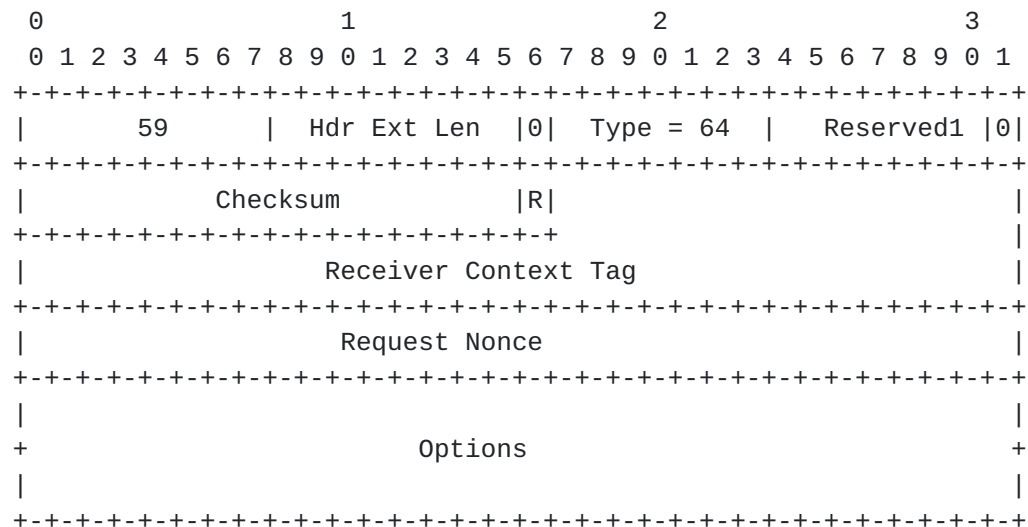 0                   1                   2                   3
 0 1 2 3 4 5 6 7 8 9 0 1 2 3 4 5 6 7 8 9 0 1 2 3 4 5 6 7 8 9 0 1
+-+-+-+-+-+-+-+-+-+-+-+-+-+-+-+-+-+-+-+-+-+-+-+-+-+-+-+-+-+-+-+-+
|       59      |  Hdr Ext Len  |0|  Type = 64  |   Reserved1 |0|
+-+-+-+-+-+-+-+-+-+-+-+-+-+-+-+-+-+-+-+-+-+-+-+-+-+-+-+-+-+-+-+-+
|            Checksum           |R|                             |
+-+-+-+-+-+-+-+-+-+-+-+-+-+-+-+-+-+                             |
|                   Receiver Context Tag                        |
+-+-+-+-+-+-+-+-+-+-+-+-+-+-+-+-+-+-+-+-+-+-+-+-+-+-+-+-+-+-+-+-+
|                    Request Nonce                              |
+-+-+-+-+-+-+-+-+-+-+-+-+-+-+-+-+-+-+-+-+-+-+-+-+-+-+-+-+-+-+-+-+
|                                                               |
+                         Options                               +
|                                                               |
+-+-+-+-+-+-+-+-+-+-+-+-+-+-+-+-+-+-+-+-+-+-+-+-+-+-+-+-+-+-+-+-+